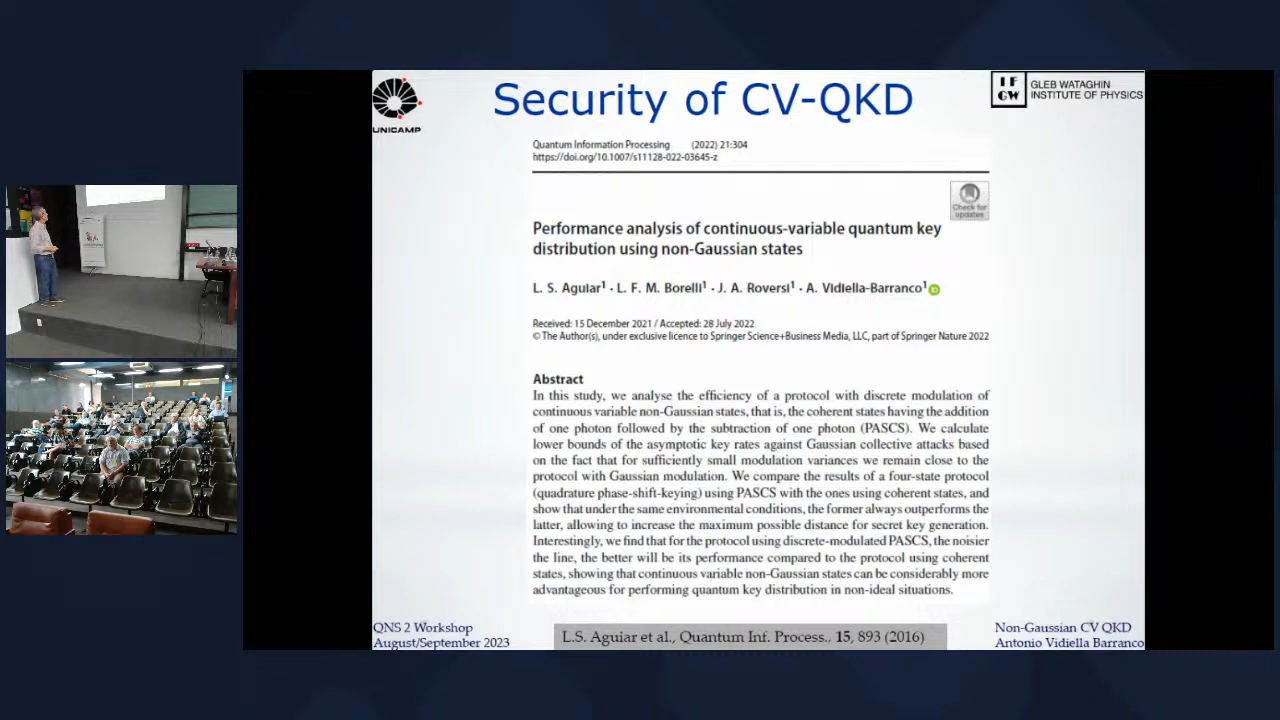 UNICAMP
Security of CV-QKD
IF
GW
GLEB WATAGHIN
INSTITUTE OF PHYSICS
Quantum Information Processing (2022) 21:304
https://doi.org/10.1007/s11128-022-03645-z
Check for
updates
Performance analysis of continuous-variable quantum key
distribution using non-Gaussian states
L. S. Aguiar¹ · L. F. M. Borelli¹ · J. A. Roversi¹ · A. Vidiella-Barranco¹
Received: 15 December 2021 / Accepted: 28 July 2022
© The Author(s), under exclusive licence to Springer Science+Business Media, LLC, part of Springer Nature 2022
Abstract
In this study, we analyse the efficiency of a protocol with discrete modulation of
continuous variable non-Gaussian states, that is, the coherent states having the addition
of one photon followed by the subtraction of one photon (PASCS). We calculate
lower bounds of the asymptotic key rates against Gaussian collective attacks based
on the fact that for sufficiently small modulation variances we remain close to the
protocol with Gaussian modulation. We compare the results of a four-state protocol
(quadrature phase-shift-keying) using PASCS with the ones using coherent states, and
show that under the same environmental conditions, the former always outperforms the
latter, allowing to increase the maximum possible distance for secret key generation.
Interestingly, we find that for the protocol using discrete-modulated PASCS, the noisier
the line, the better will be its performance compared to the protocol using coherent
states, showing that continuous variable non-Gaussian states can be considerably more
advantageous for performing quantum key distribution in non-ideal situations.
QNS 2 Workshop
August/September 2023
L.S. Aguiar et al., Quantum Inf. Process., 15, 893 (2016)
Non-Gaussian CV QKD
Antonio Vidiella Barranco